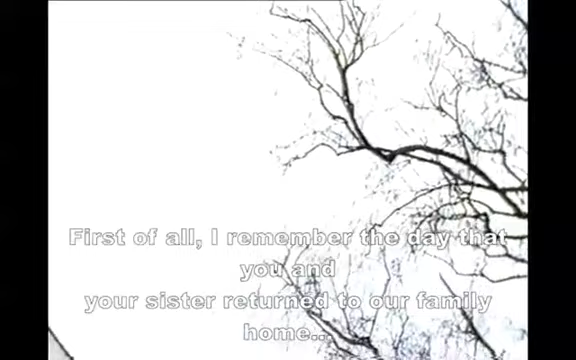 First of all, I remember the day that
you and
your sister returned to our family
home...